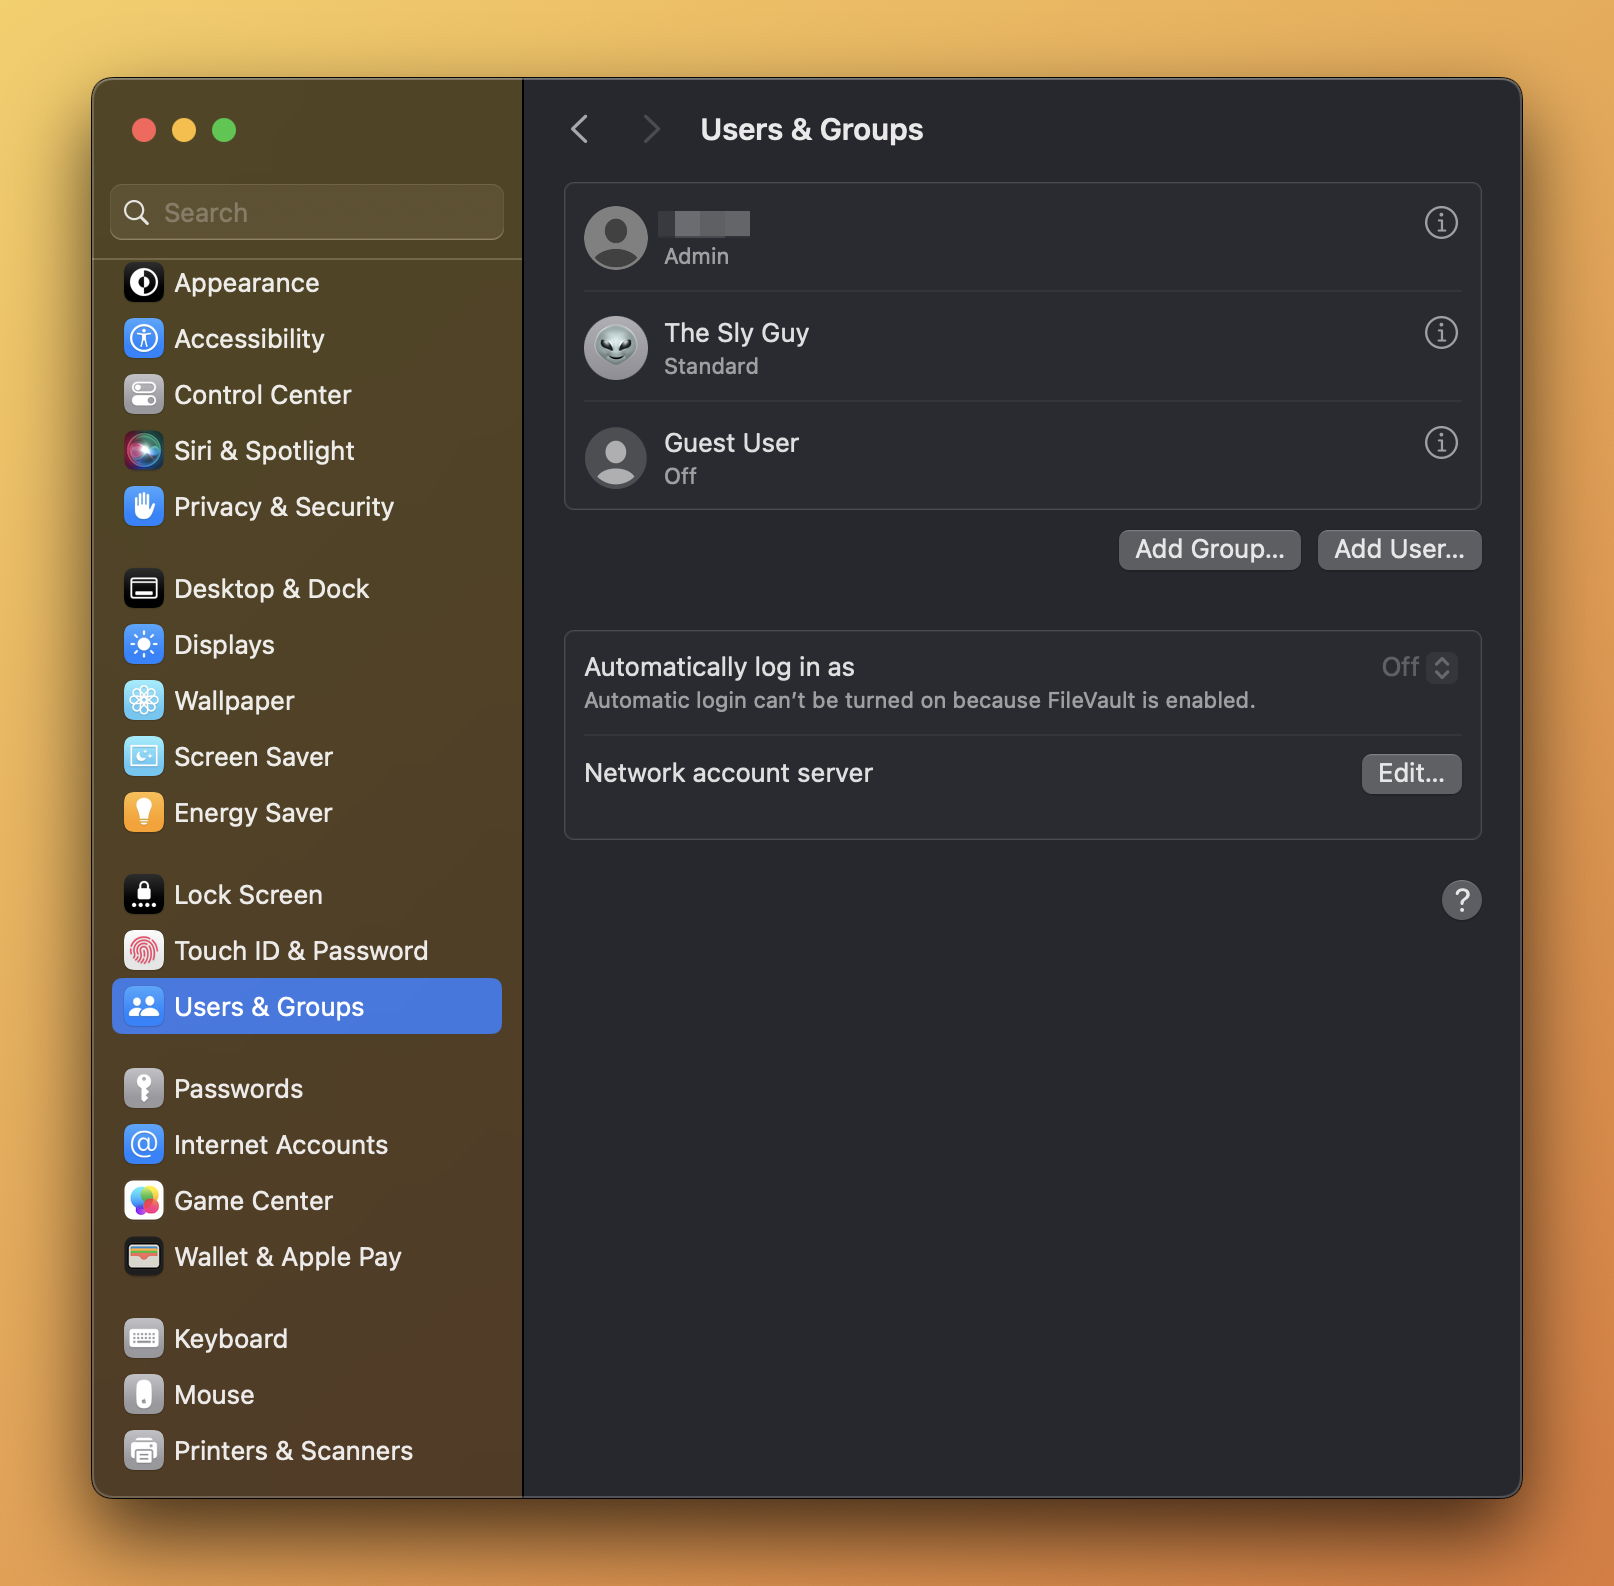 Search
Appearance
Accessibility
Control Center
Siri & Spotlight
Privacy & Security
Desktop & Dock
Displays
Wallpaper
Screen Saver
Energy Saver
Lock Screen
Touch ID & Password
Users & Groups
Passwords
Internet Accounts
Game Center
Wallet & Apple Pay
Keyboard
Mouse
Printers & Scanners
Users & Groups
Admin
The Sly Guy
Standard
Guest User
Off
Add Group...
Add User...
Automatically log in as
Off
Automatic login can’t be turned on because FileVault is enabled.
Network account server
Edit...
?